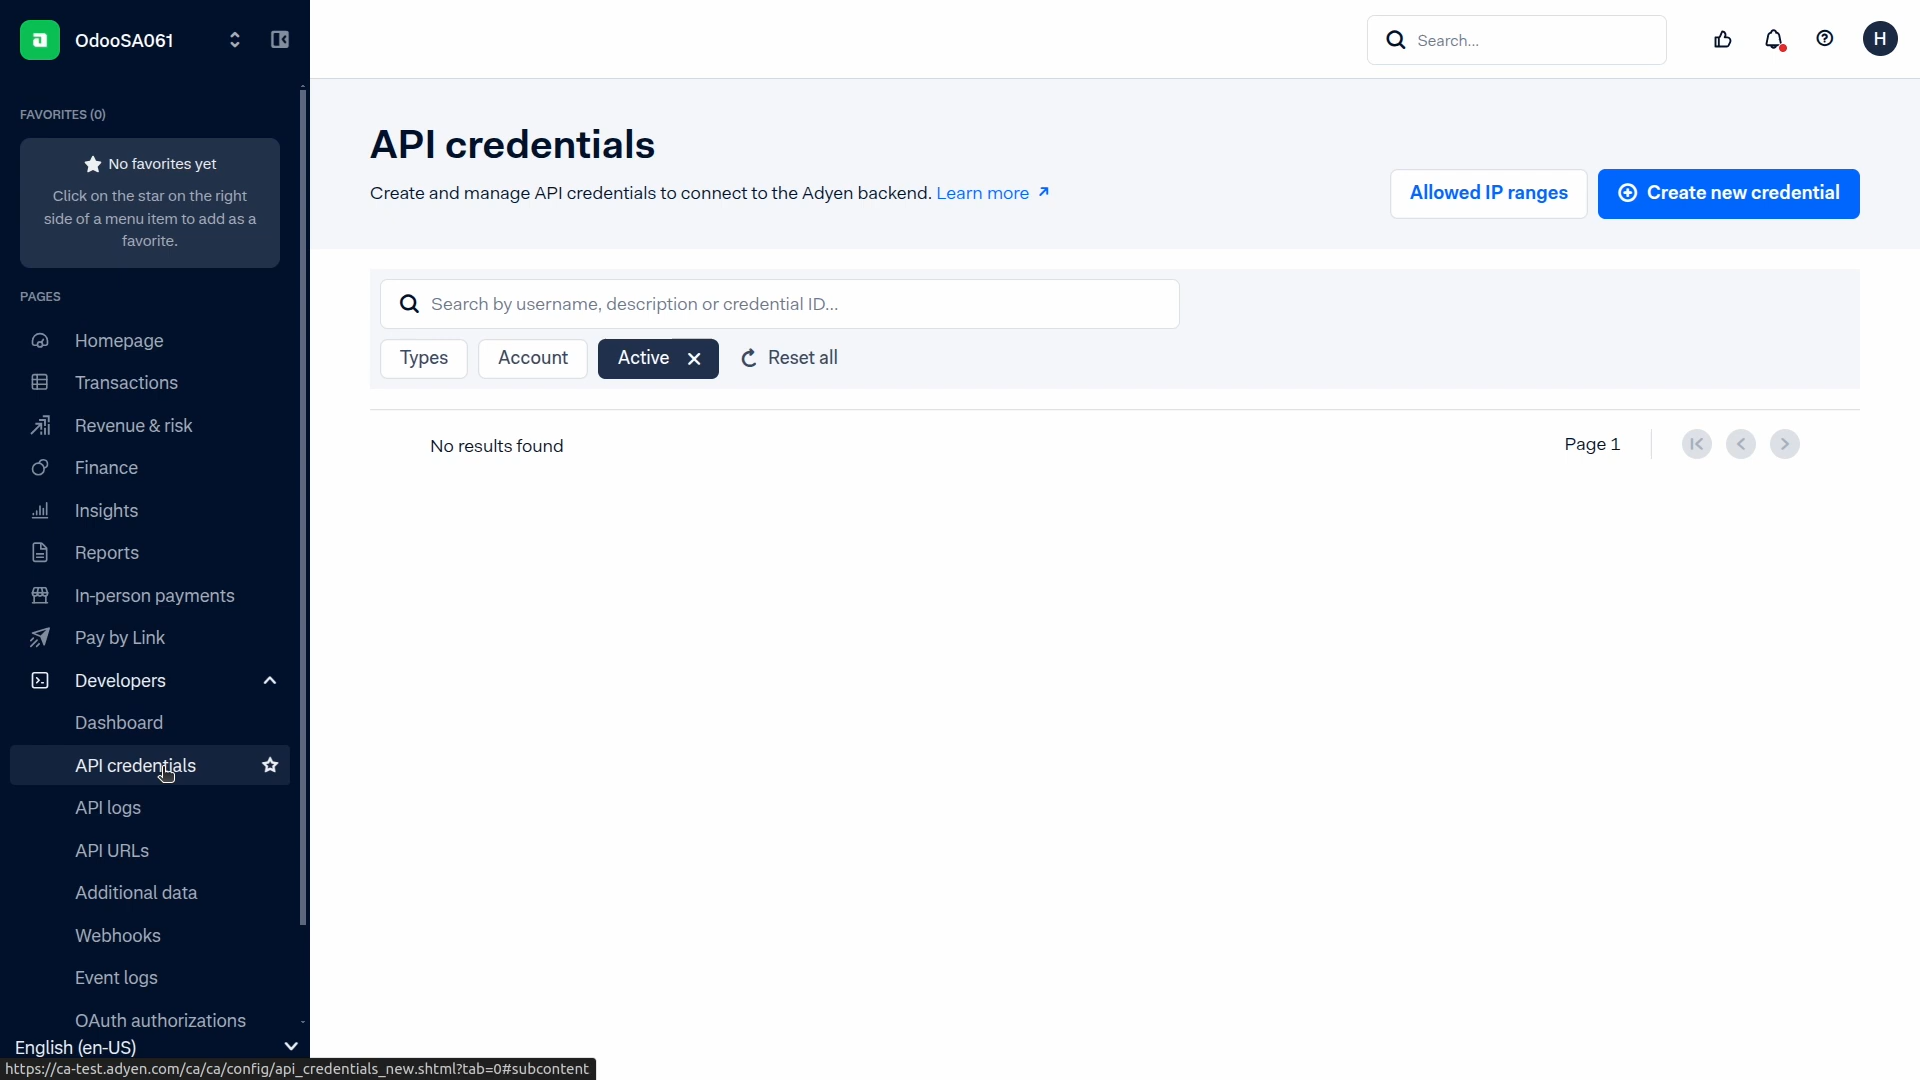 OdooSA061
Search...
H
FAVORITES (0)
No favorites yet
Click on the star on the right
side of a menu item to add as a
favorite.
PAGES
Homepage
Transactions
Revenue & risk
Finance
Insights
Reports
In-person payments
Pay by Link
Developers
Dashboard
API credentials
API logs
API URLs
Additional data
Webhooks
Event logs
OAuth authorizations
English (en-US)
API credentials
Create and manage API credentials to connect to the Adyen backend. Learn more
Allowed IP ranges
Create new credential
Search by username, description or credential ID...
Types Account Active Reset all
No results found
Page 1
https://ca-test.adyen.com/ca/ca/config/api_credentials_new.shtml?tab=0#subcontent